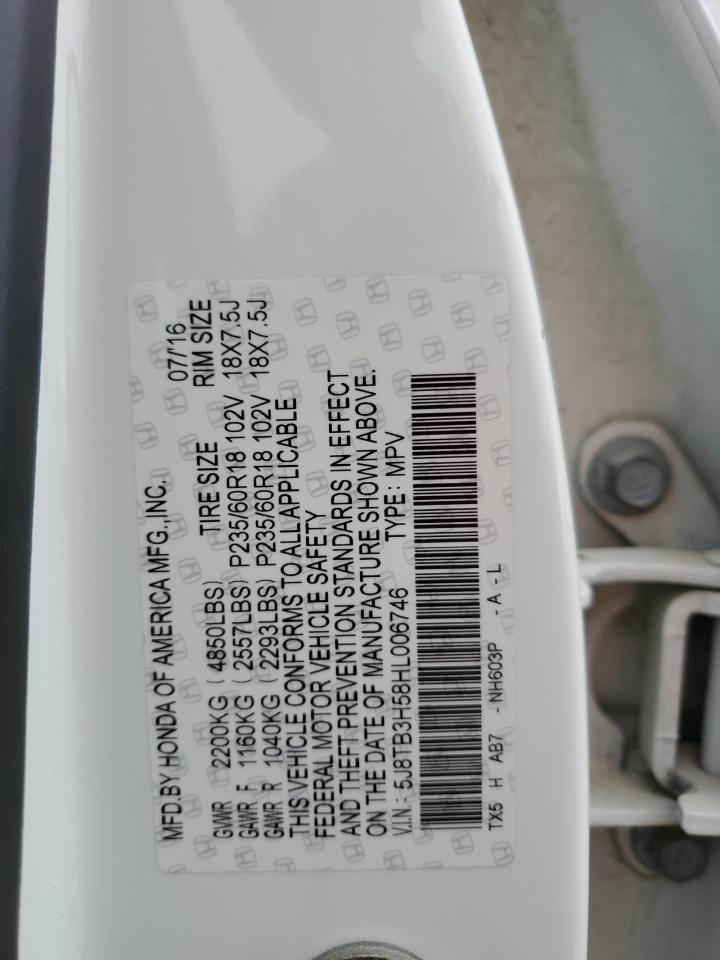 MFD.BY HONDA OF AMERICA MFG.,INC. 07/'16
GVWR 2200KG (4850LBS) TIRE SIZE RIM SIZE
GAWR F 1160KG (2557LBS) P235/60R18 102V 18X7.5J
GAWR R 1040KG (2293LBS) P235/60R18 102V 18X7.5J
THIS VEHICLE CONFORMS TO ALL APPLICABLE
FEDERAL MOTOR VEHICLE SAFETY
AND THEFT PREVENTION STANDARDS IN EFFECT
ON THE DATE OF MANUFACTURE SHOWN ABOVE.
V.I.N.: 5J8TB3H58HL006746 TYPE: MPV
TX5 H AB7 -NH603P -A-L